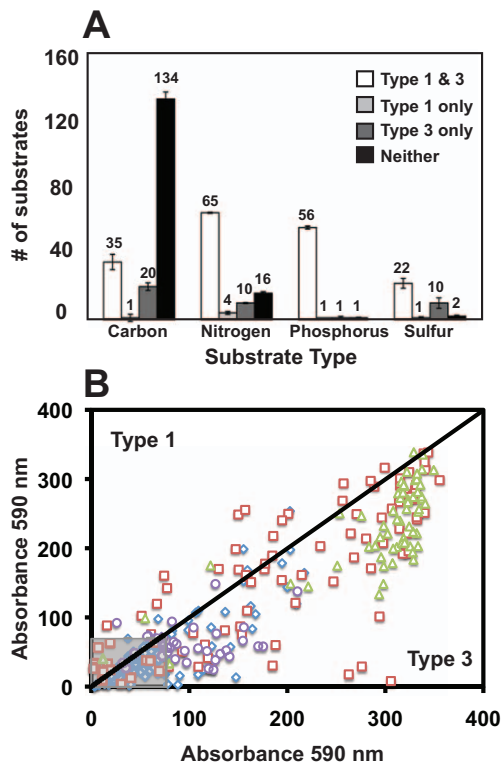 A
160
120
80
40
0
# of substrates
134
35
1
20
65
4
10
16
56
1
1
1
22
1
10
2
Type 1 & 3
Type 1 only
Type 3 only
Neither
Carbon
Nitrogen
Phosphorus
Sulfur
Substrate Type
B
400
300
200
100
0
Absorbance 590 nm
Type 1
Type 3
0
100
200
300
400
Absorbance 590 nm